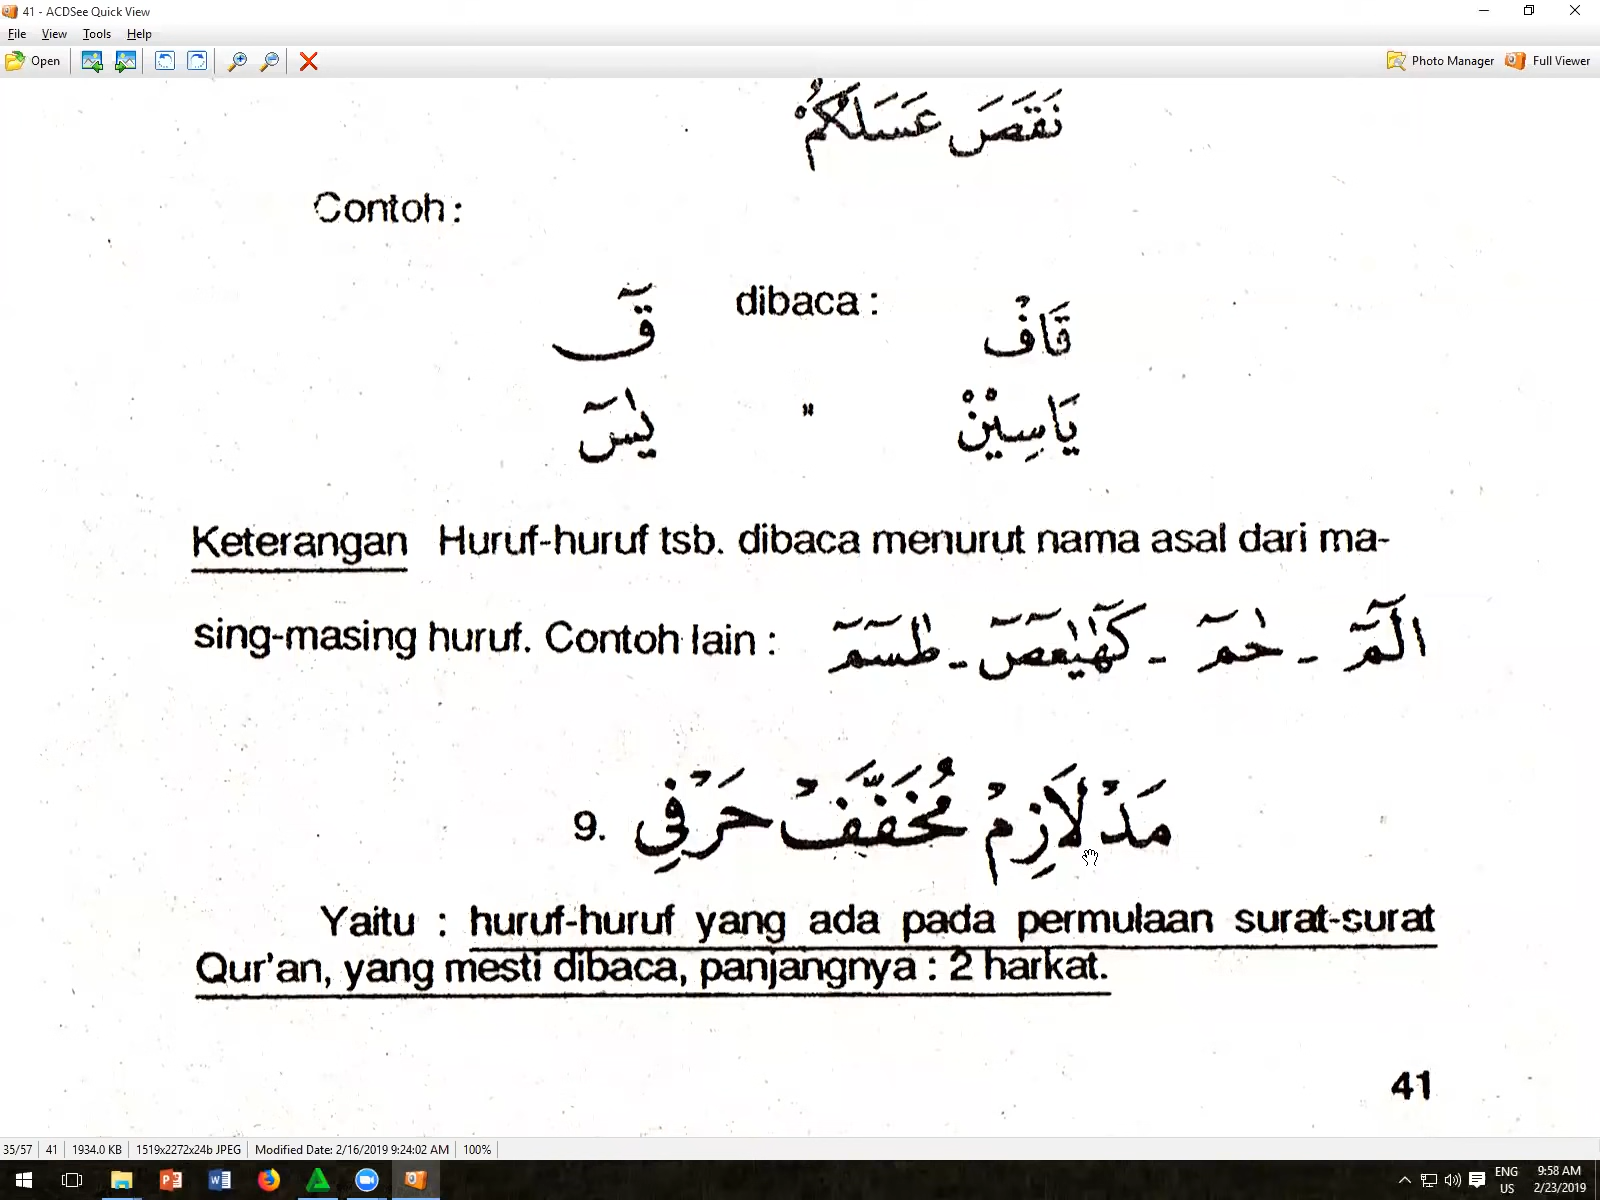 41 - ACDSee Quick View
File View Tools Help
Open Photo Manager Full Viewer
نَقَصَ عَسَلُكُمْ
Contoh :
قٓ dibaca : قَافْ
يٰسٓ " يَاسِيْنْ
Keterangan Huruf-huruf tsb. dibaca menurut nama asal dari ma-
sing-masing huruf. Contoh lain : الٓمّٓ - حٰمٓ - كٓهٰيٰعٓصٓ - طٰسٓمٓ
9. مَدْ لَازِمْ مُخَفَّفْ حَرْفِي
Yaitu : huruf-huruf yang ada pada permulaan surat-surat
Qur'an, yang mesti dibaca, panjangnya : 2 harkat.
41
35/57 41 1934.0 KB 1519x2272x24b JPEG Modified Date: 2/16/2019 9:24:02 AM 100%
ENG 9:58 AM
US 2/23/2019